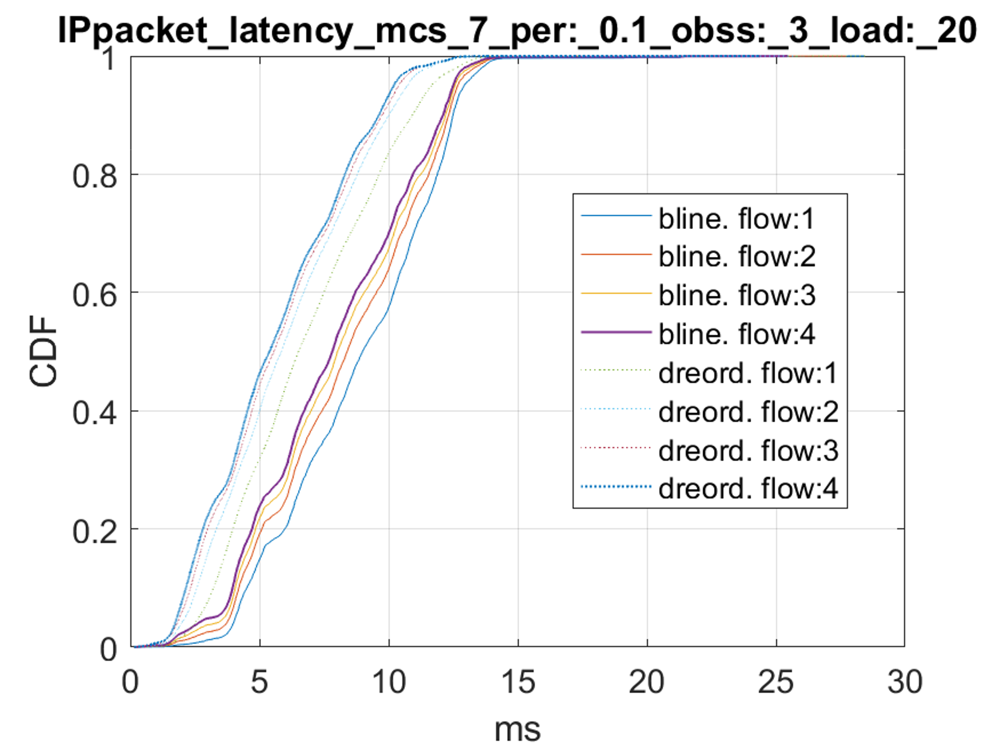 IPpacket_latency_mcs_7_per:_0.1_obss:_3_load:_20
1
0.8
0.6
0.4
0.2
0
CDF
bline. flow:1
bline. flow:2
bline. flow:3
bline. flow:4
dreord. flow:1
dreord. flow:2
dreord. flow:3
dreord. flow:4
0 5 10 15 20 25 30
ms